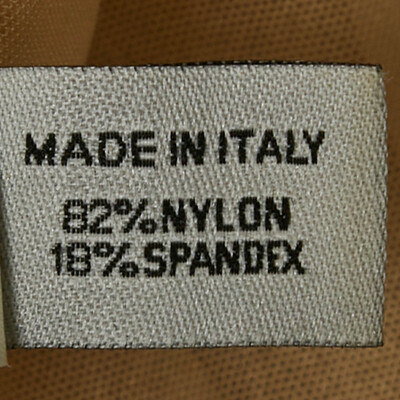 MADE IN ITALY
82% NYLON
18% SPANDEX